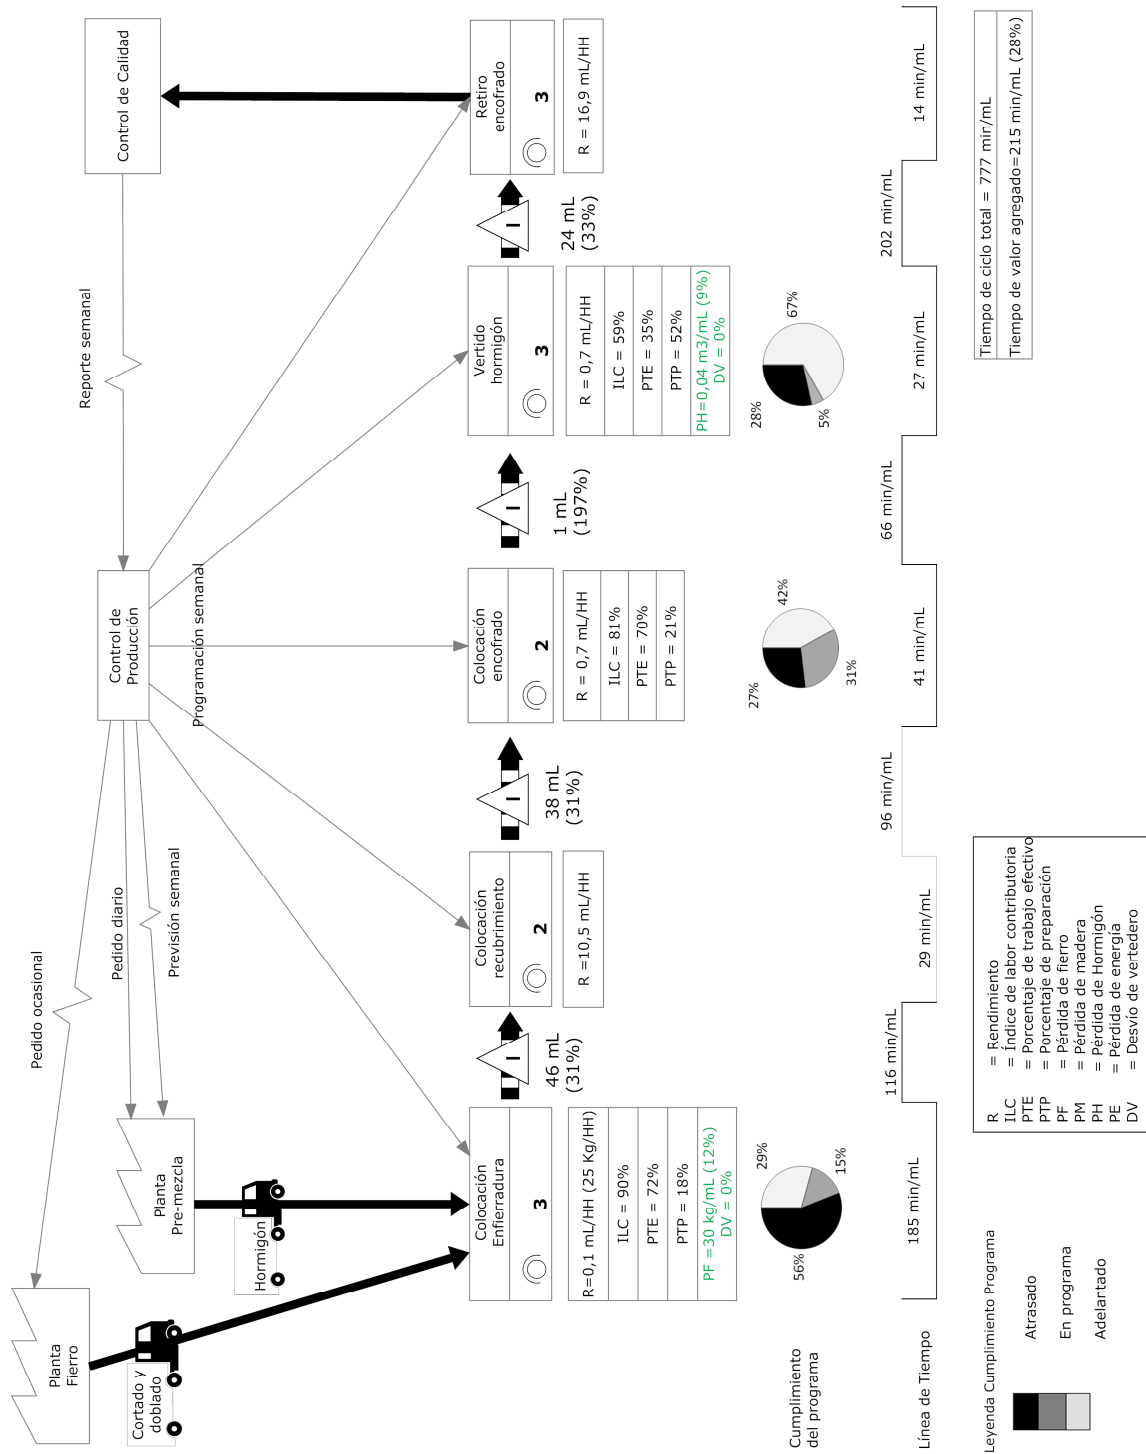 Planta
Fierro
Cortado y
doblado
Planta
Pre-mezcla
Hormigón
Pedido ocasional
Pedido diario
Previsión semanal
Control de
Producción
Programación semanal
Reporte semanal
Control de Calidad
Colocación
Enfierradura
3
R=0,1 mL/HH (25 Kg/HH)
ILC = 90%
PTE = 72%
PTP = 18%
PF =30 kg/mL (12%)
DV = 0%
I
46 mL
(31%)
Colocación
recubrimiento
2
R =10,5 mL/HH
I
38 mL
(31%)
Colocación
encofrado
2
R = 0,7 mL/HH
ILC = 81%
PTE = 70%
PTP = 21%
I
1 mL
(197%)
Vertido
hormigón
3
R = 0,7 mL/HH
ILC = 59%
PTE = 35%
PTP = 52%
PH=0,04 m3/mL (9%)
DV = 0%
I
24 mL
(33%)
Retiro
encofrado
3
R = 16,9 mL/HH
Cumplimiento
del programa
56%
29%
15%
27%
42%
31%
28%
67%
5%
Línea de Tiempo
185 min/mL
116 min/mL
29 min/mL
96 min/mL
41 min/mL
66 min/mL
27 min/mL
202 min/mL
14 min/mL
Leyenda Cumplimiento Programa
Atrasado
En programa
Adelartado
R = Rendimiento
ILC = Índice de labor contributoria
PTE = Porcentaje de trabajo efectivo
PTP = Porcentaje de preparación
PF = Pérdida de fierro
PM = Pérdida de madera
PH = Pérdida de Hormigón
PE = Pérdida de energía
DV = Desvío de vertedero
Tiempo de ciclo total = 777 mir/mL
Tiempo de valor agregado=215 min/mL (28%)